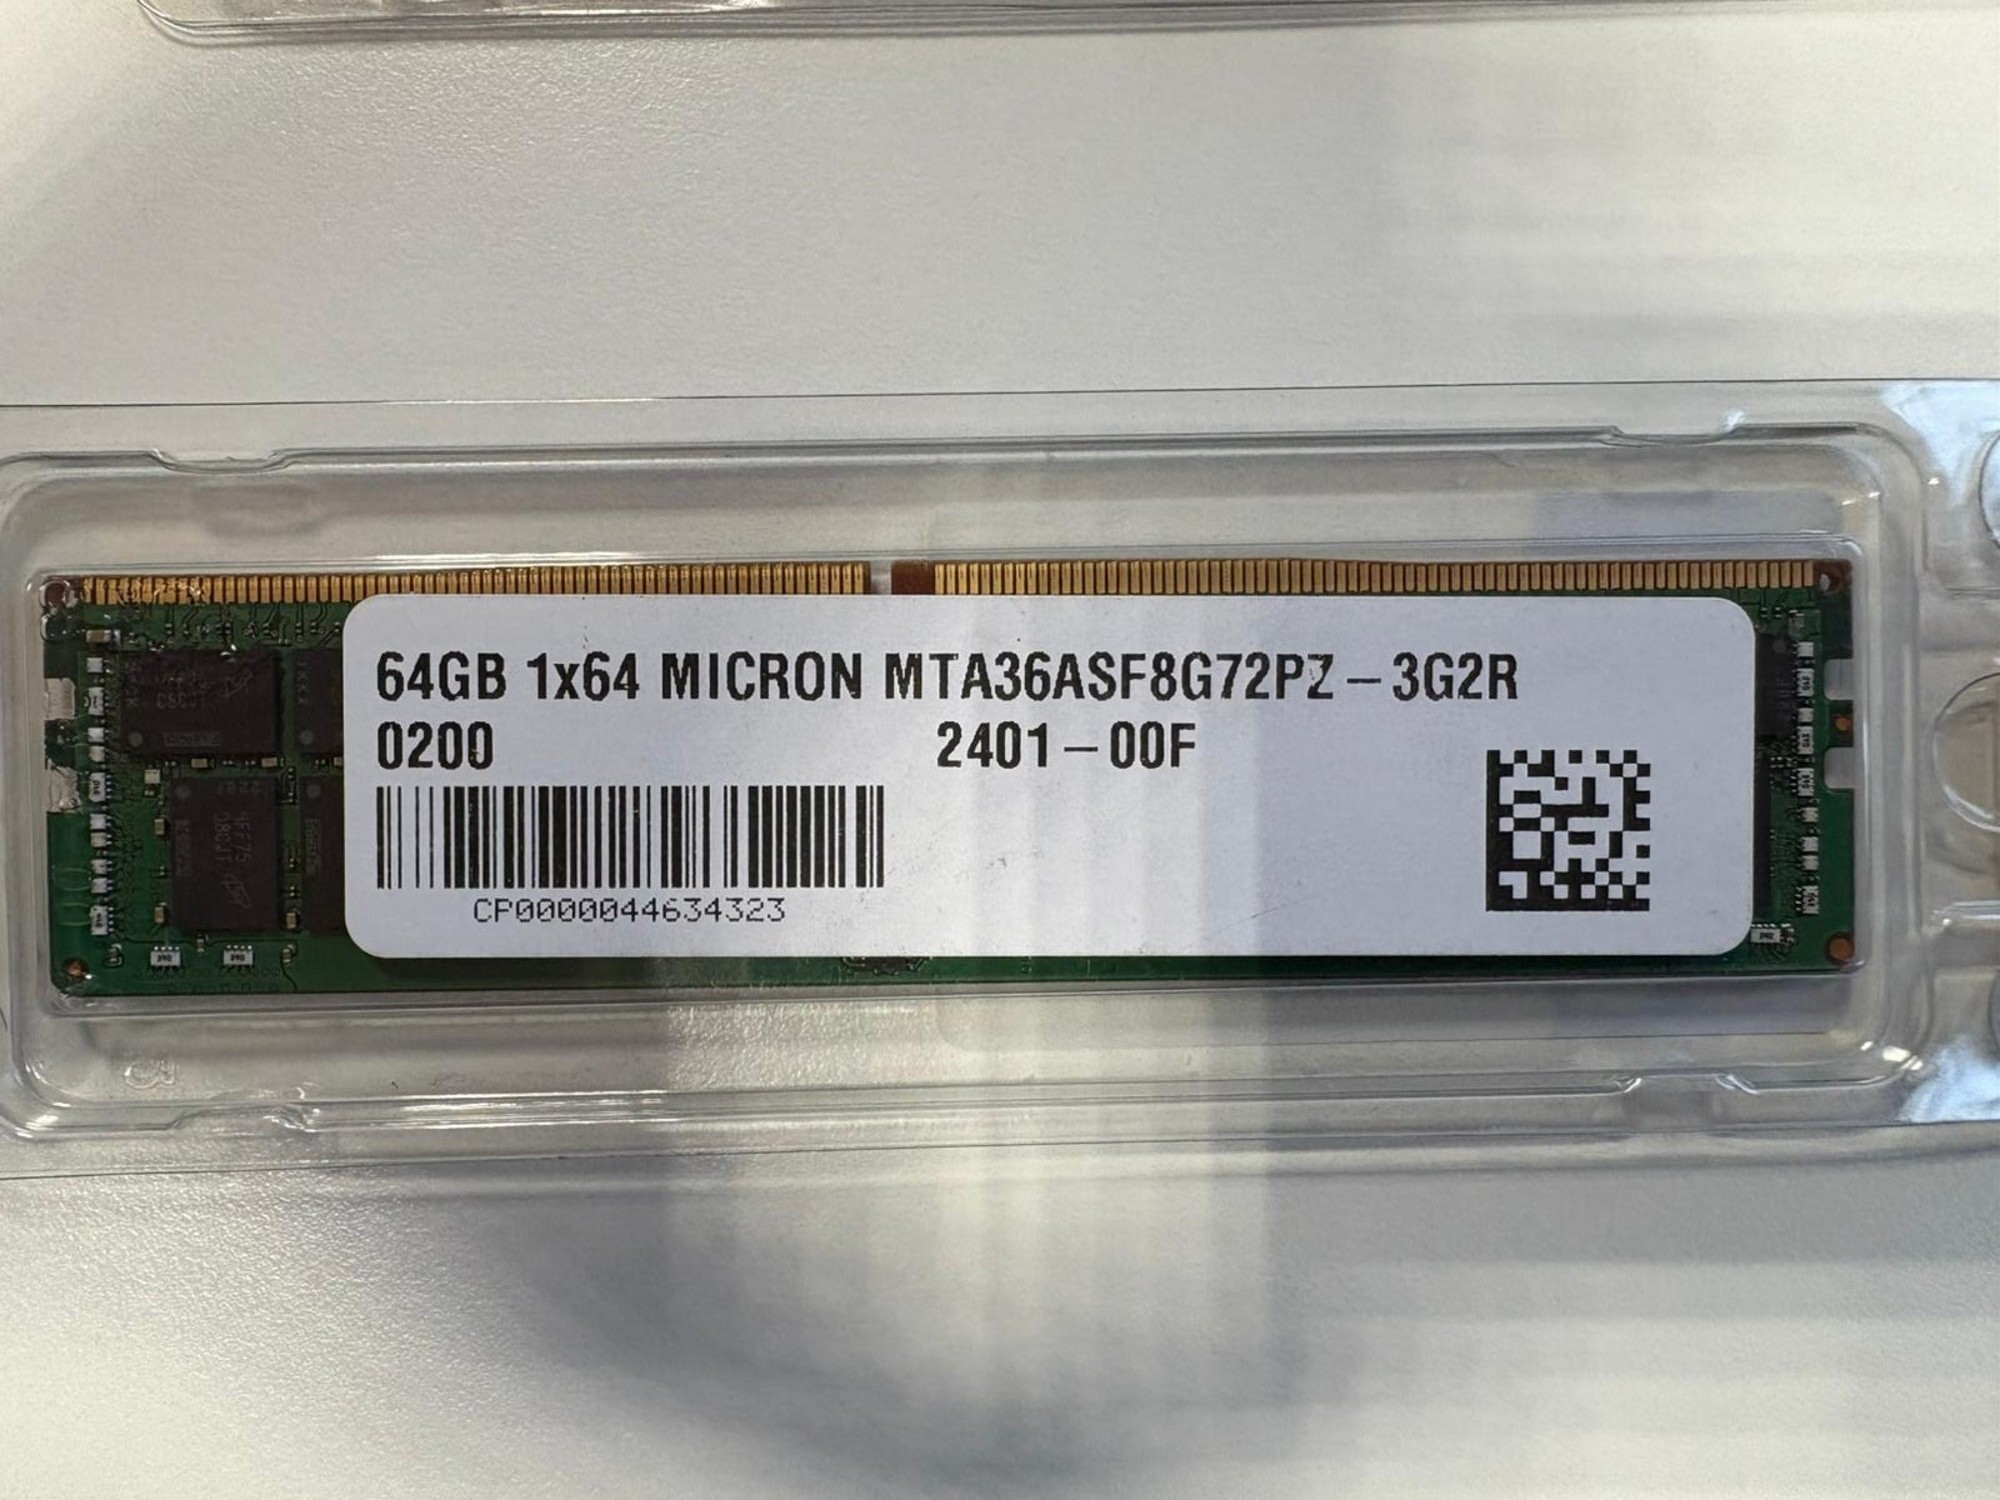 64GB 1x64 MICRON MTA36ASF8G72PZ-3G2R
0200 2401-00F
CP0000044634323